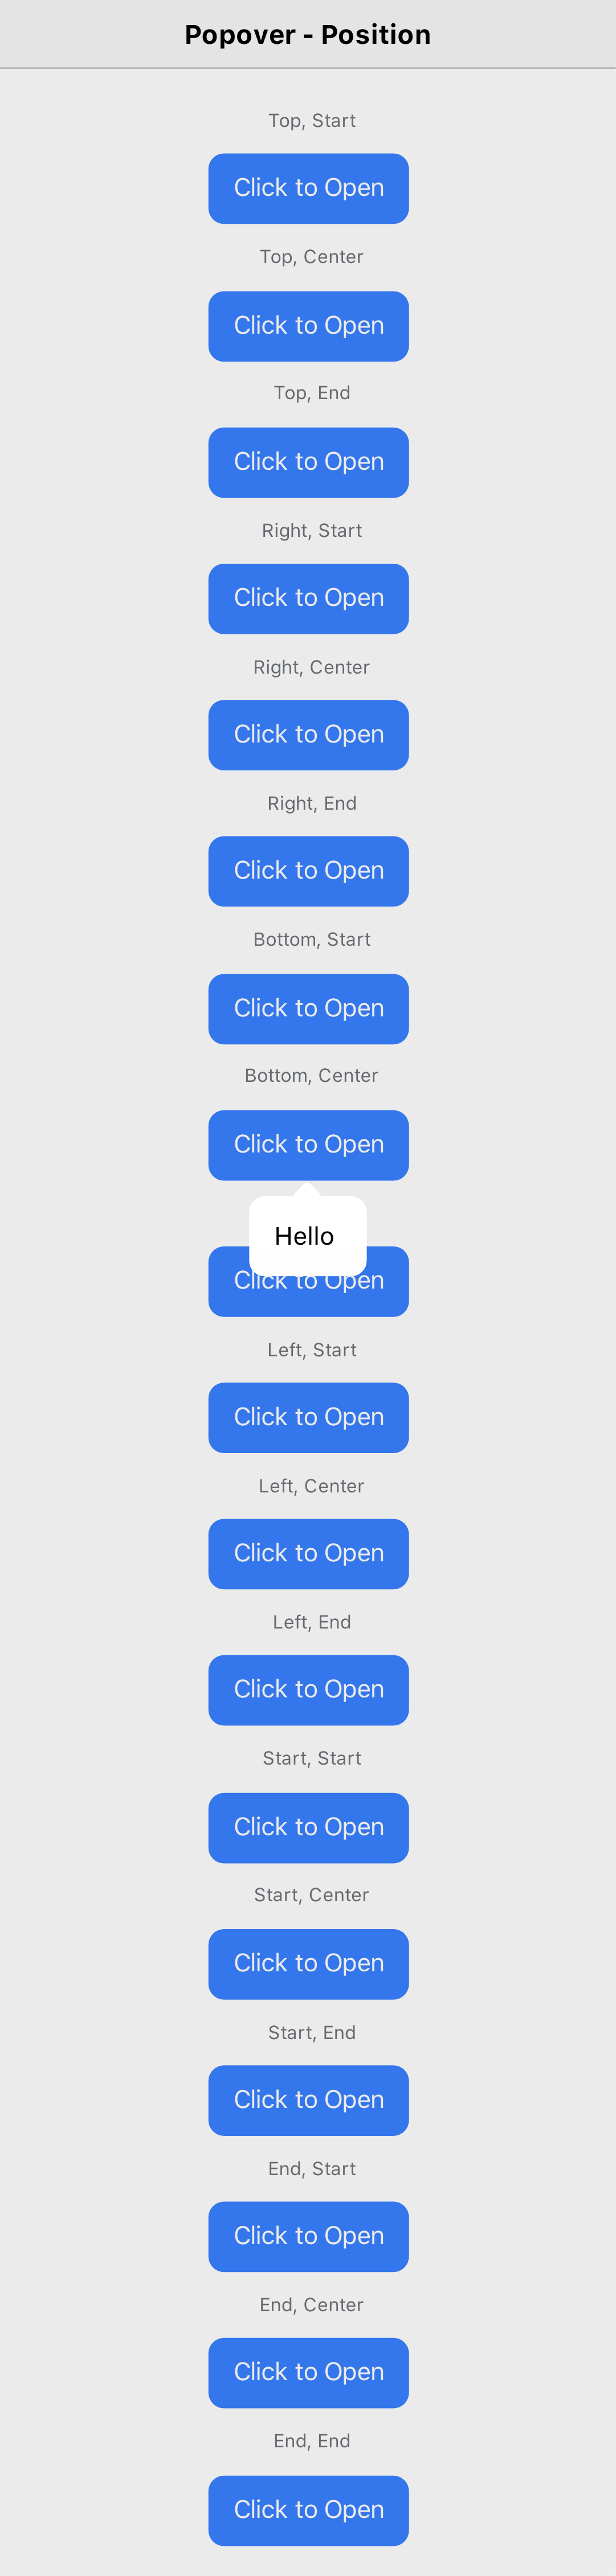 Popover - Position
Top, Start
Click to Open
Top, Center
Click to Open
Top, End
Click to Open
Right, Start
Click to Open
Right, Center
Click to Open
Right, End
Click to Open
Bottom, Start
Click to Open
Bottom, Center
Click to Open
Hello
Click to Open
Left, Start
Click to Open
Left, Center
Click to Open
Left, End
Click to Open
Start, Start
Click to Open
Start, Center
Click to Open
Start, End
Click to Open
End, Start
Click to Open
End, Center
Click to Open
End, End
Click to Open